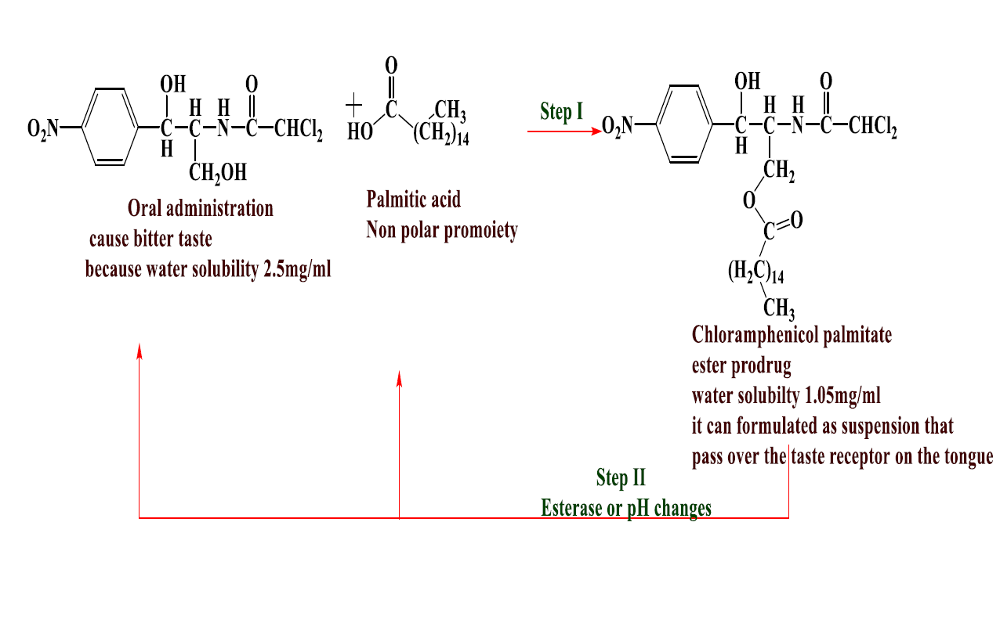 OH
H
H
O
O₂N
C
C
N
C
CHCl₂
H
CH₂OH
+
O
C
HO
CH₃
(CH₂)₁₄
Step I
OH
H
H
O
O₂N
C
C
N
C
CHCl₂
H
CH₂
O
C
O
(H₂C)₁₄
CH₃
Oral administration
cause bitter taste
because water solubility 2.5mg/ml
Palmitic acid
Non polar promoiety
Chloramphenicol palmitate
ester prodrug
water solubilty 1.05mg/ml
it can formulated as suspension that
pass over the taste receptor on the tongue
Step II
Esterase or pH changes